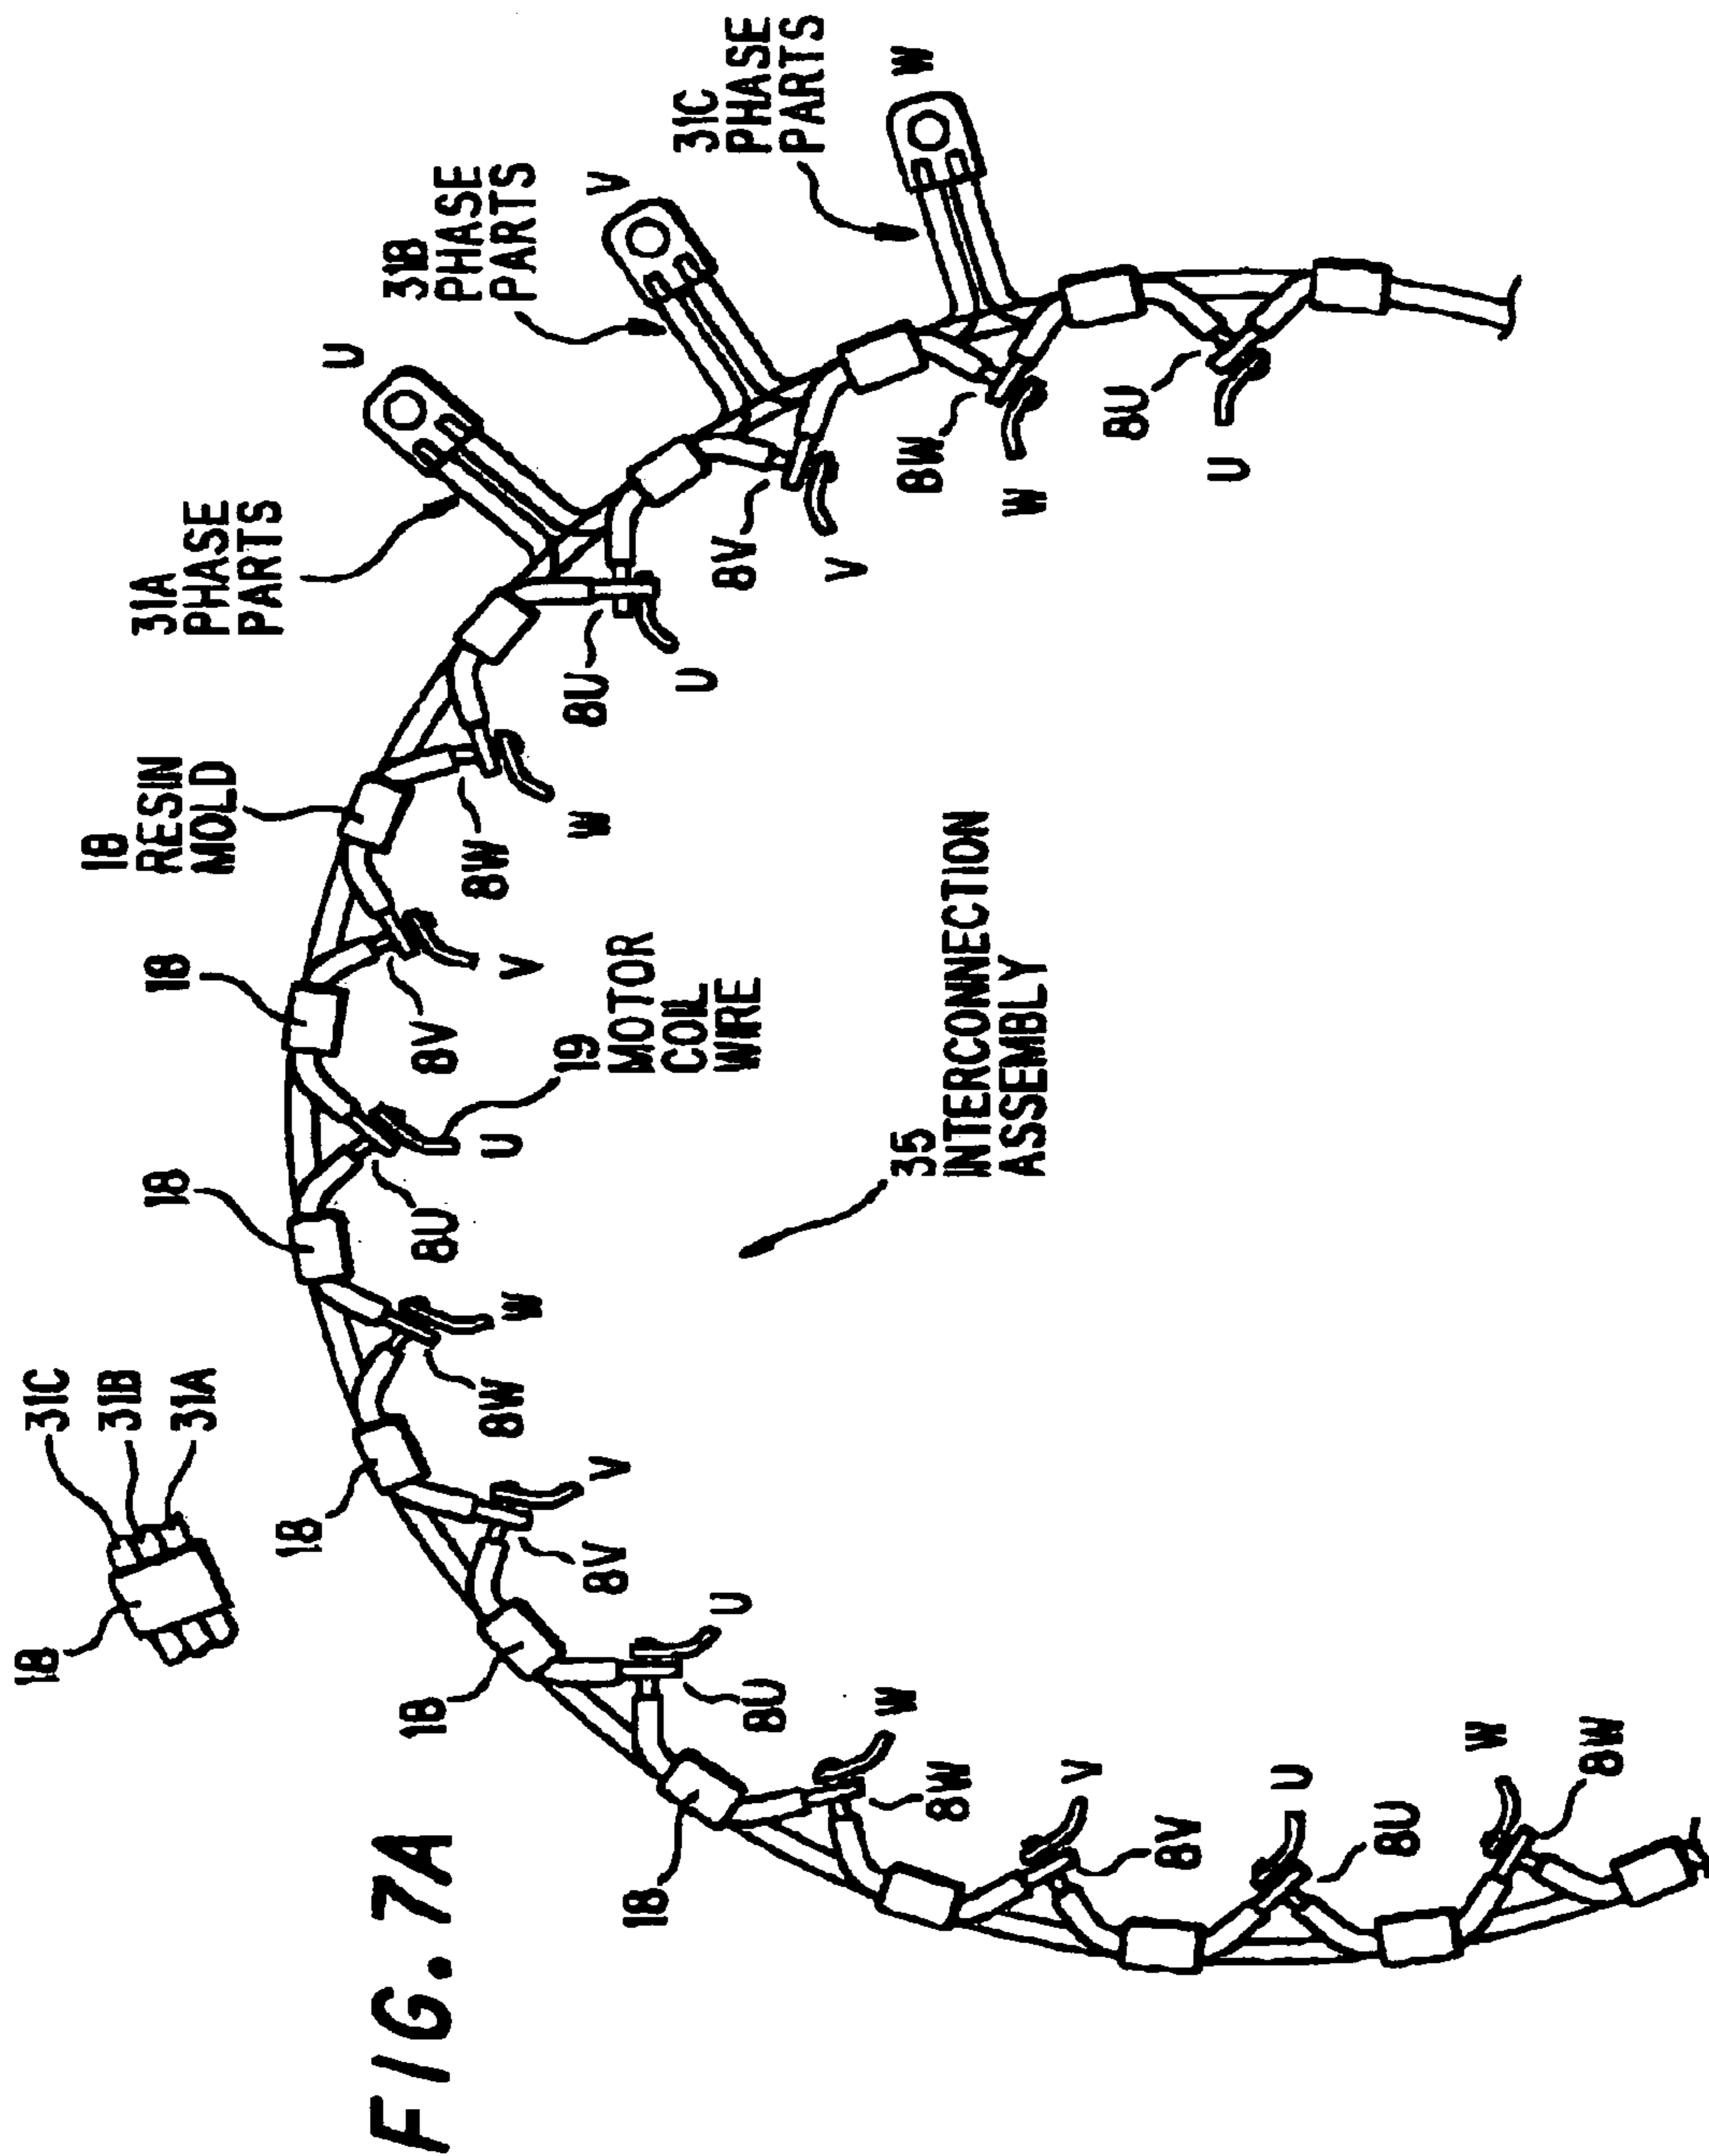 18
31C
31B
31A
18 RESIN MOLD
31A PHASE PARTS
18
18
18
U
31B PHASE PARTS
FIG. 7A
18
8U
8V
8W
8W
U
W
V
19 MOTOR COIL WIRE
8U
W
8V
V
V
18
U
31C PHASE PARTS
U
8V
8U
V
W
W
35 INTERCONNECTION ASSEMBLY
8W
8W
W
V
8U
8V
U
U
8U
W
8W